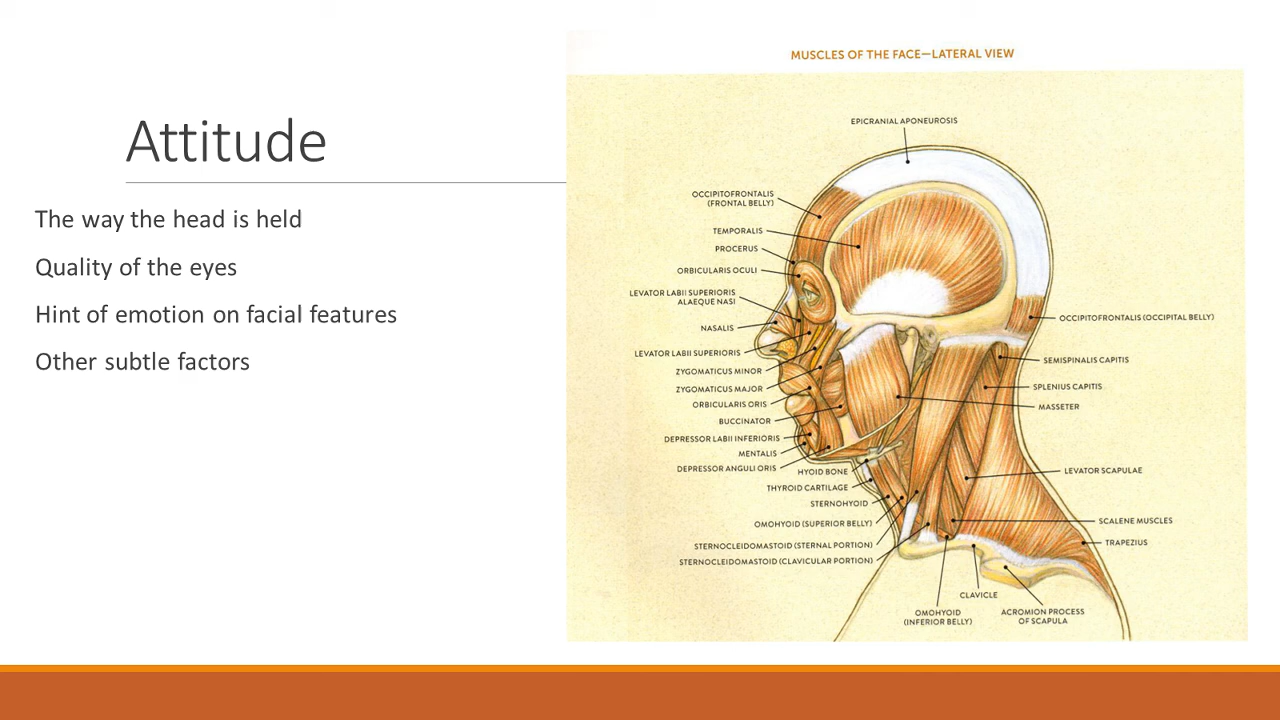 Attitude
The way the head is held
Quality of the eyes
Hint of emotion on facial features
Other subtle factors
MUSCLES OF THE FACE—LATERAL VIEW
EPICRANIAL APONEUROSIS
OCCIPITOFRONTALIS
(FRONTAL BELLY)
TEMPORALIS
PROCERUS
ORBICULARIS OCULI
LEVATOR LABII SUPERIORIS
ALAEQUE NASI
NASALIS
LEVATOR LABII SUPERIORIS
ZYGOMATICUS MINOR
ZYGOMATICUS MAJOR
ORBICULARIS ORIS
BUCCINATOR
DEPRESSOR LABII INFERIORIS
MENTALIS
DEPRESSOR ANGULI ORIS
HYOID BONE
THYROID CARTILAGE
STERNOHYOID
OMOHYOID (SUPERIOR BELLY)
STERNOCLEIDOMASTOID (STERNAL PORTION)
STERNOCLEIDOMASTOID (CLAVICULAR PORTION)
OCCIPITOFRONTALIS (OCCIPITAL BELLY)
SEMISPINALIS CAPITIS
SPLENIUS CAPITIS
MASSETER
LEVATOR SCAPULAE
SCALENE MUSCLES
TRAPEZIUS
CLAVICLE
OMOHYOID
(INFERIOR BELLY)
ACROMION PROCESS
OF SCAPULA